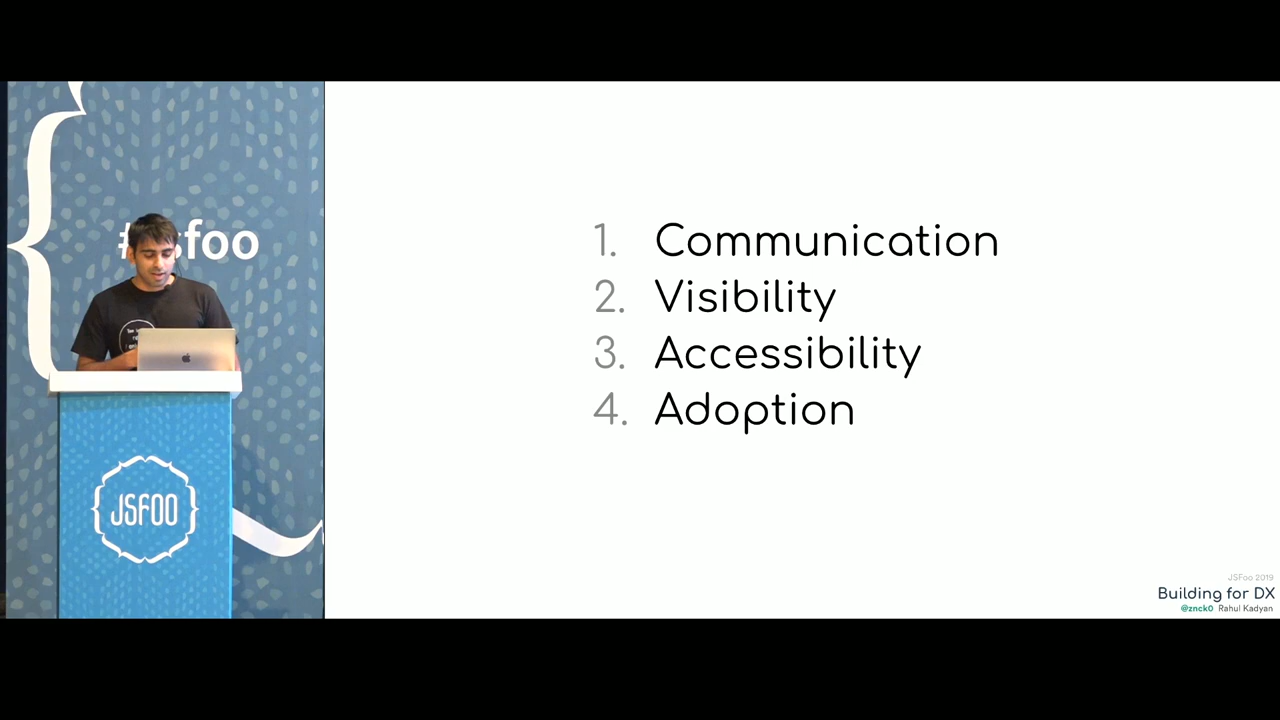 #jsfoo
JSFOO
1. Communication
2. Visibility
3. Accessibility
4. Adoption
JSFoo 2019
Building for DX
@znck0 Rahul Kadyan